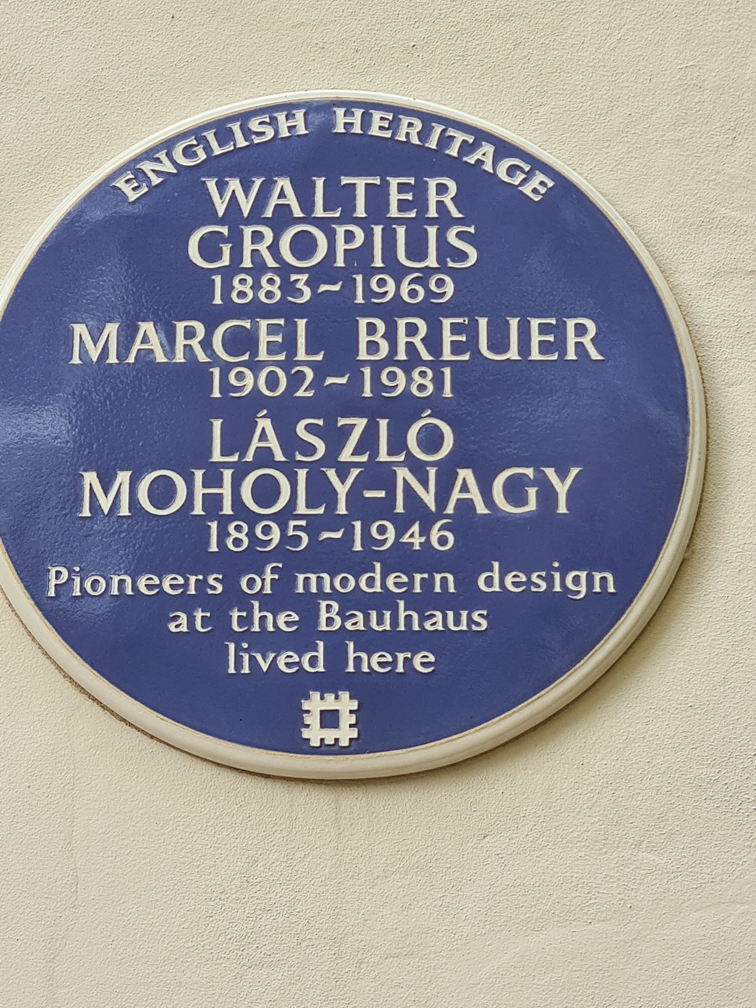 ENGLISH HERITAGE
WALTER
GROPIUS
1883~1969
MARCEL BREUER
1902~1981
LÁSZLÓ
MOHOLY-NAGY
1895~1946
Pioneers of modern design
at the Bauhaus
lived here